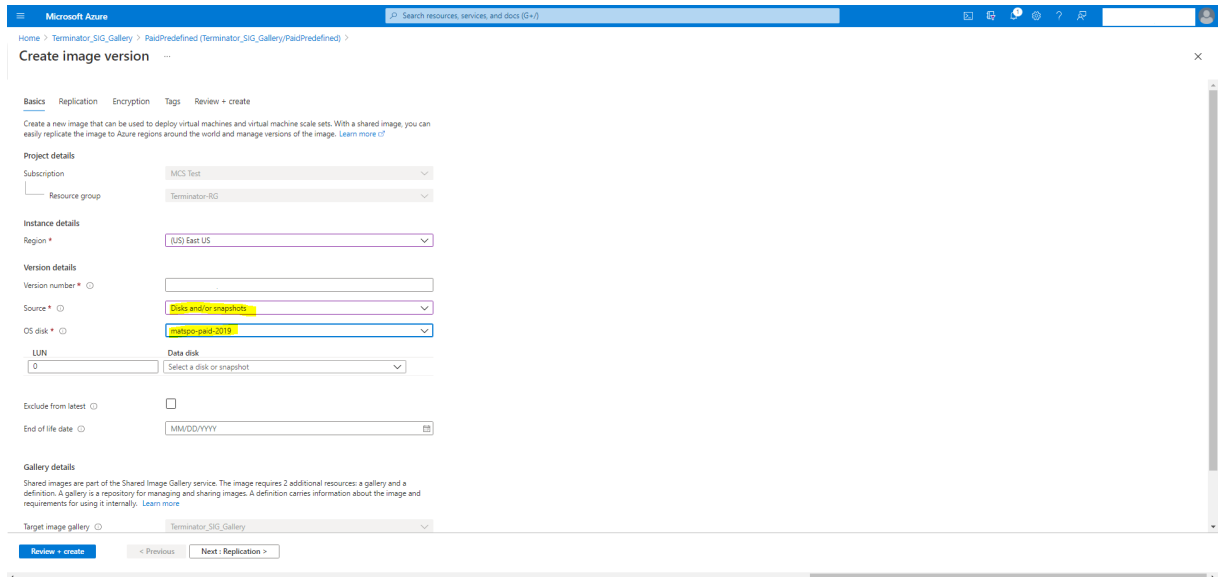 Microsoft Azure
Search resources, services, and docs (G+/)
1
Home > Terminator_SIG_Gallery > PaidPredefined (Terminator_SIG_Gallery/PaidPredefined) >
Create image version ...
Basics Replication Encryption Tags Review + create
Create a new image that can be used to deploy virtual machines and virtual machine scale sets. With a shared image, you can
easily replicate the image to Azure regions around the world and manage versions of the image. Learn more
Project details
Subscription MCS Test
Resource group Terminator-RG
Instance details
Region * (US) East US
Version details
Version number *
Source * Disks and/or snapshots
OS disk * matspo-paid-2019
LUN Data disk
0 Select a disk or snapshot
Exclude from latest
End of life date MM/DD/YYYY
Gallery details
Shared images are part of the Shared Image Gallery service. The image requires 2 additional resources: a gallery and a
definition. A gallery is a repository for managing and sharing images. A definition carries information about the image and
requirements for using it internally. Learn more
Target image gallery Terminator_SIG_Gallery
Review + create < Previous Next : Replication >